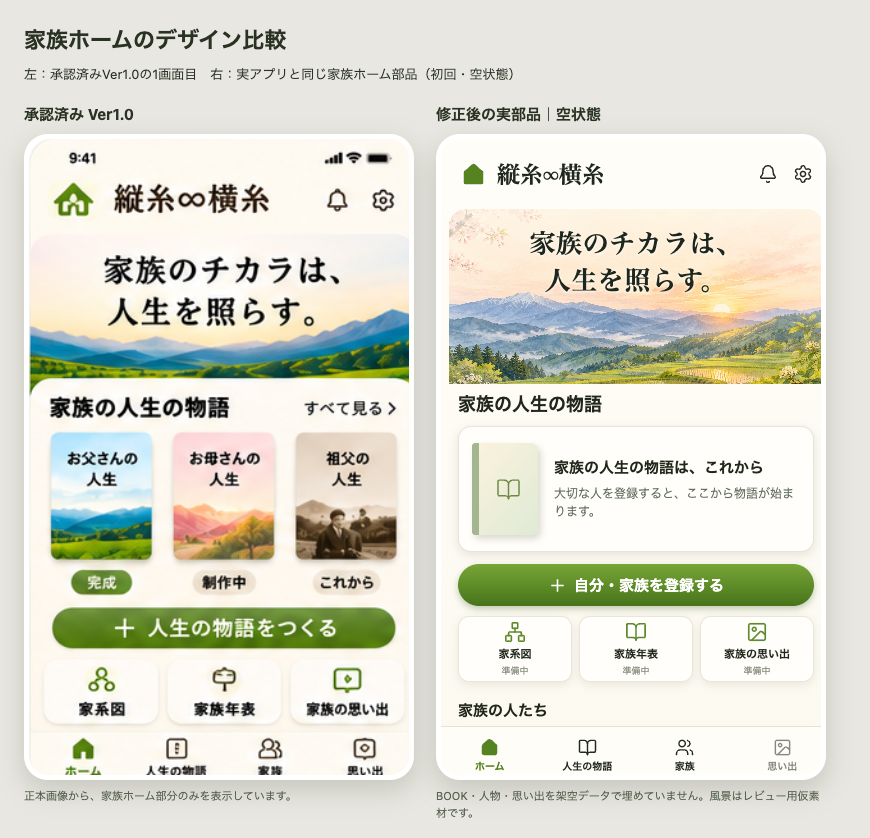 家族ホームのデザイン比較
左：承認済みVer1.0の1画面目　右：実アプリと同じ家族ホーム部品（初回・空状態）
承認済み Ver1.0
9:41
縦糸∞横糸
家族のチカラは、
人生を照らす。
家族の人生の物語
すべて見る
お父さんの
人生
お母さんの
人生
祖父の
人生
完成
制作中
これから
＋ 人生の物語をつくる
家系図
家族年表
家族の思い出
ホーム
人生の物語
家族
思い出
正本画像から、家族ホーム部分のみを表示しています。
修正後の実部品｜空状態
縦糸∞横糸
家族のチカラは、
人生を照らす。
家族の人生の物語
家族の人生の物語は、これから
大切な人を登録すると、ここから物語が始ま
ります。
＋ 自分・家族を登録する
家系図
準備中
家族年表
準備中
家族の思い出
準備中
家族の人たち
ホーム
人生の物語
家族
思い出
BOOK・人物・思い出を架空データで埋めていません。風景はレビュー用仮素
材です。